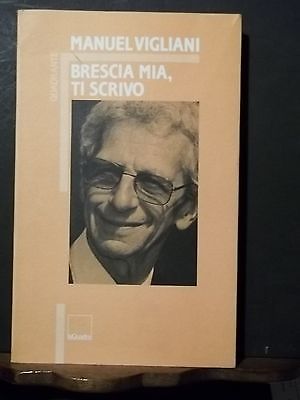 MANUEL VIGLIANI
BRESCIA MIA,
TI SCRIVO
QUADRANTE
laQuadra